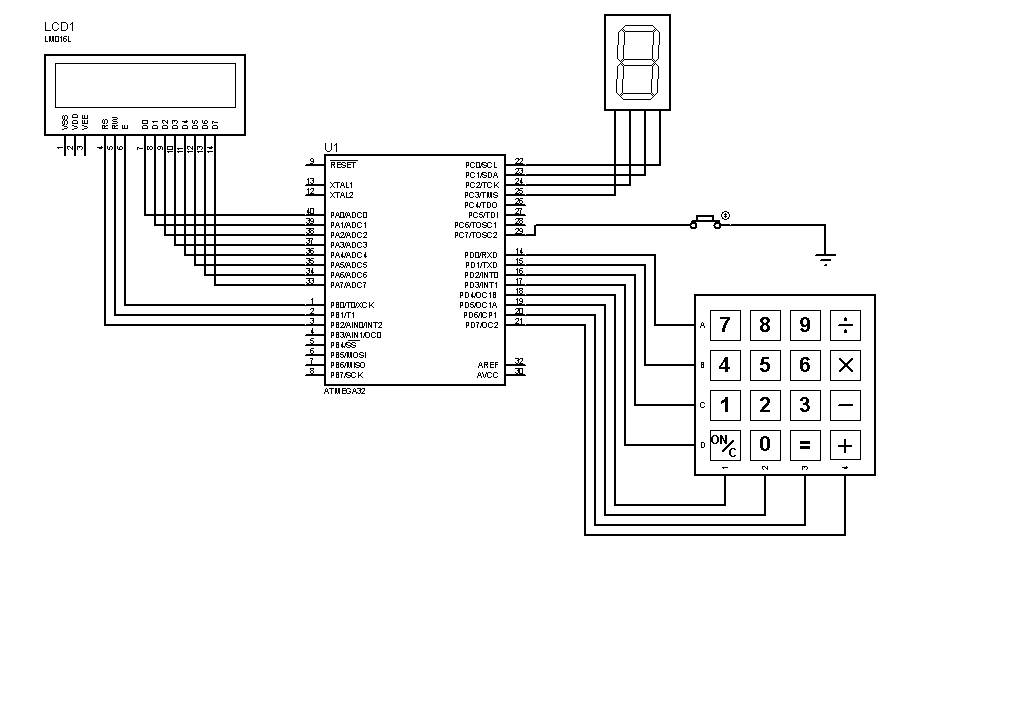 LCD1
LM016L
VSS VDD VEE RS RW E D0 D1 D2 D3 D4 D5 D6 D7
1 2 3 4 5 6 7 8 9 10 11 12 13 14
U1
9 RESET PC0/SCL 22
PC1/SDA 23
13 XTAL1 PC2/TCK 24
12 XTAL2 PC3/TMS 25
PC4/TDO 26
40 PA0/ADC0 PC5/TDI 27
39 PA1/ADC1 PC6/TOSC1 28
38 PA2/ADC2 PC7/TOSC2 29
37 PA3/ADC3
36 PA4/ADC4 PD0/RXD 14
35 PA5/ADC5 PD1/TXD 15
34 PA6/ADC6 PD2/INT0 16
33 PA7/ADC7 PD3/INT1 17
PD4/OC1B 18
1 PB0/T0/XCK PD5/OC1A 19
2 PB1/T1 PD6/ICP1 20
3 PB2/AIN0/INT2 PD7/OC2 21
4 PB3/AIN1/OC0
5 PB4/SS
6 PB5/MOSI
7 PB6/MISO AREF 32
8 PB7/SCK AVCC 30
ATMEGA32
A 7 8 9 ÷
B 4 5 6 ×
C 1 2 3 −
D ON/C 0 = +
1 2 3 4